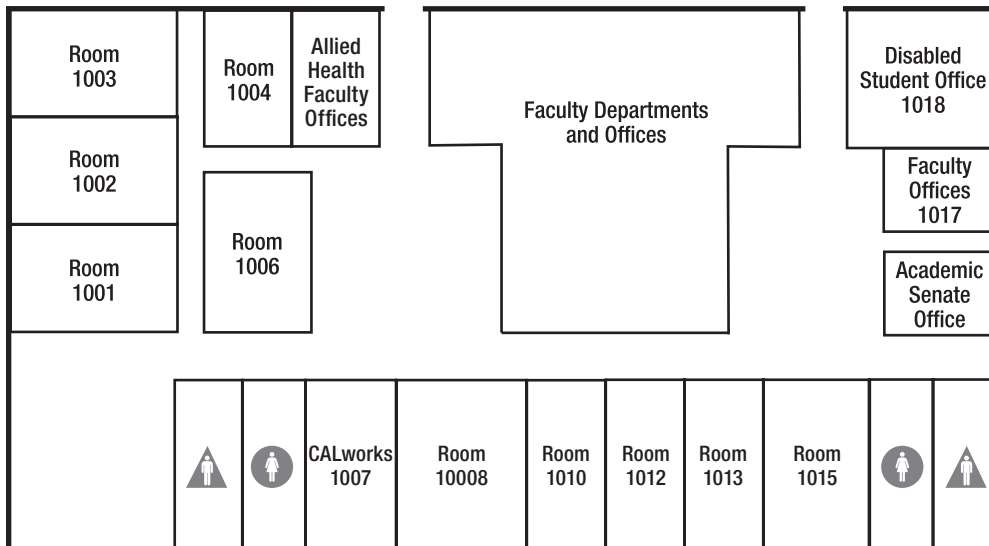 Room
1003
Room
1004
Allied
Health
Faculty
Offices
Faculty Departments
and Offices
Disabled
Student Office
1018
Room
1002
Faculty
Offices
1017
Room
1001
Room
1006
Academic
Senate
Office
CALworks
1007
Room
10008
Room
1010
Room
1012
Room
1013
Room
1015